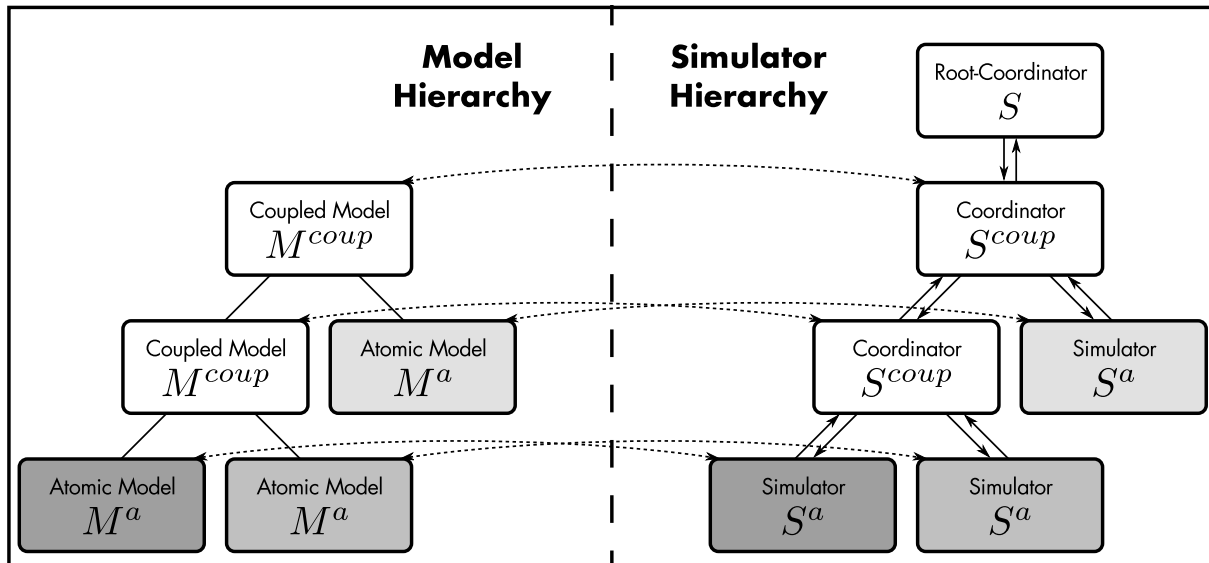 Model
Hierarchy
Simulator
Hierarchy
Root-Coordinator
S
Coupled Model
M^{coup}
Coordinator
S^{coup}
Coupled Model
M^{coup}
Atomic Model
M^{a}
Coordinator
S^{coup}
Simulator
S^{a}
Atomic Model
M^{a}
Atomic Model
M^{a}
Simulator
S^{a}
Simulator
S^{a}